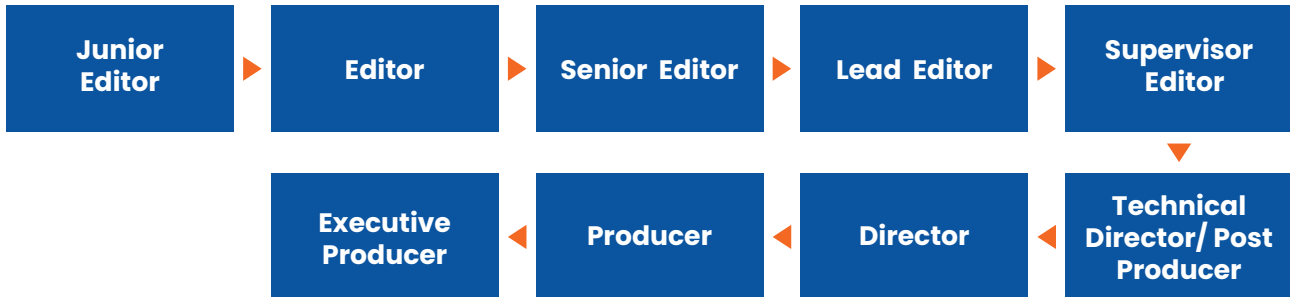 Junior
Editor
Editor
Senior Editor
Lead Editor
Supervisor
Editor
Technical
Director/ Post
Producer
Director
Producer
Executive
Producer